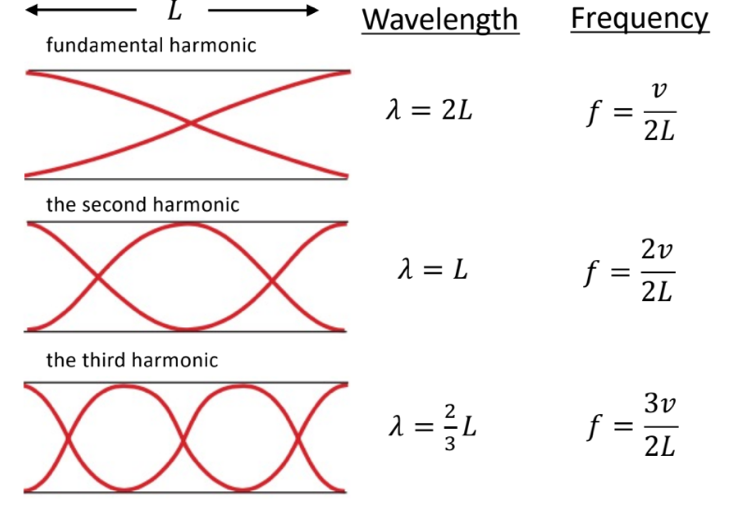 L
Wavelength Frequency
fundamental harmonic
λ = 2L
f = v/2L
the second harmonic
λ = L
f = 2v/2L
the third harmonic
λ = 2/3 L
f = 3v/2L